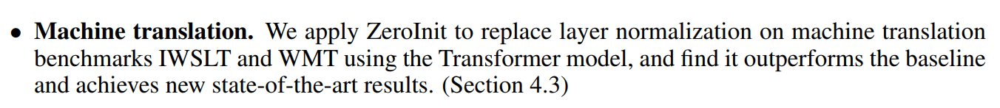 • Machine translation. We apply ZeroInit to replace layer normalization on machine translation
benchmarks IWSLT and WMT using the Transformer model, and find it outperforms the baseline
and achieves new state-of-the-art results. (Section 4.3)